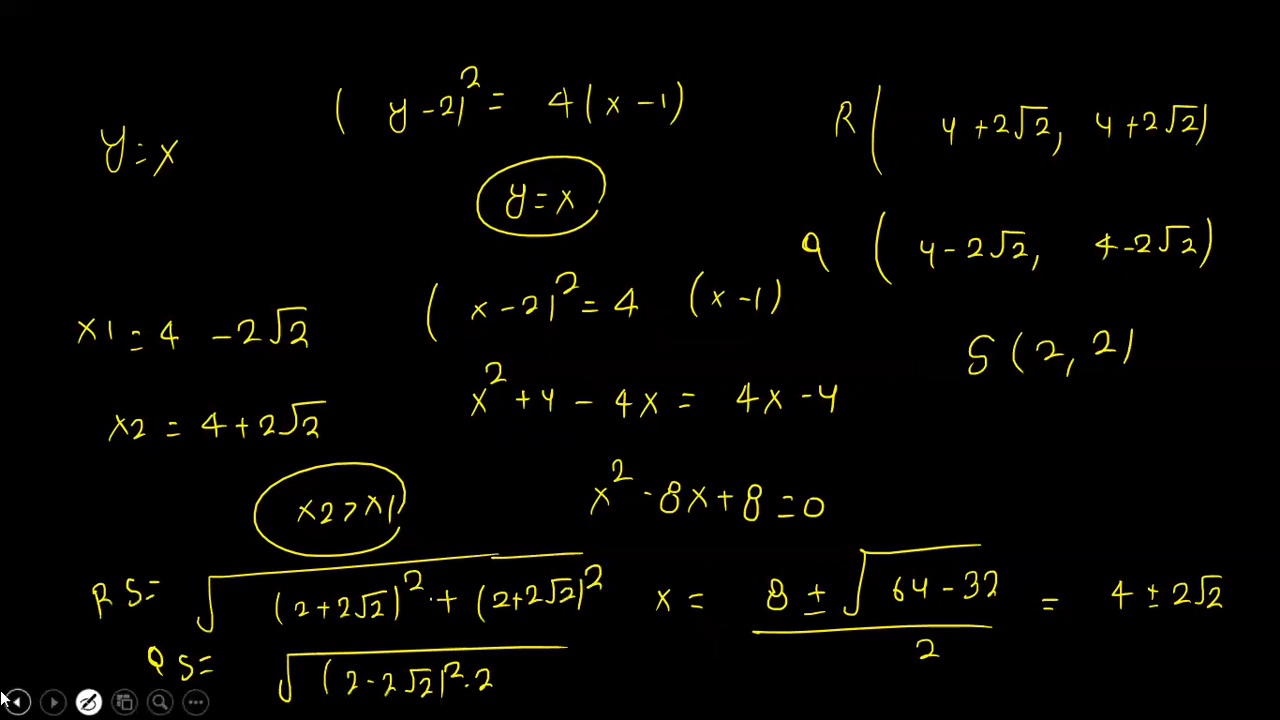 y = x
(y - 2)² = 4(x - 1)
y = x
(x - 2)² = 4 (x - 1)
x² + 4 - 4x = 4x - 4
x² - 8x + 8 = 0
x = 8 ± √64 - 32 / 2 = 4 ± 2√2
x1 = 4 - 2√2
x2 = 4 + 2√2
x2 > x1
R(4 + 2√2, 4 + 2√2)
Q(4 - 2√2, 4 - 2√2)
S(2, 2)
RS = √(2 + 2√2)² + (2 + 2√2)²
QS = √(2 - 2√2)² · 2